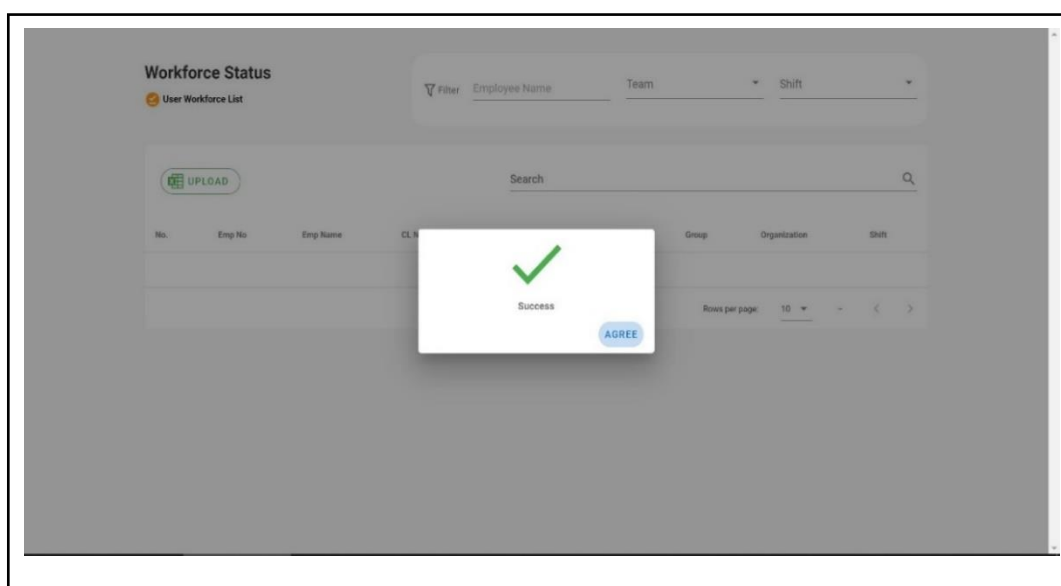 Workforce Status
User Workforce List
Filter Employee Name Team Shift
UPLOAD
Search
No. Emp No Emp Name CL N Group Organization Shift
Success
Rows per page: 10 -
AGREE